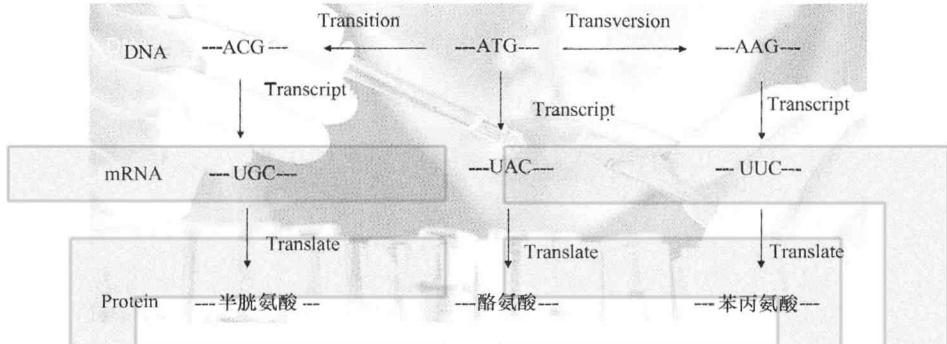 Transition Transversion
DNA ---ACG --- ---ATG--- ---AAG---
Transcript Transcript Transcript
mRNA --- UGC--- ---UAC--- --- UUC---
Translate Translate Translate
Protein --- 半胱氨酸 --- ---酪氨酸--- --- 苯丙氨酸---